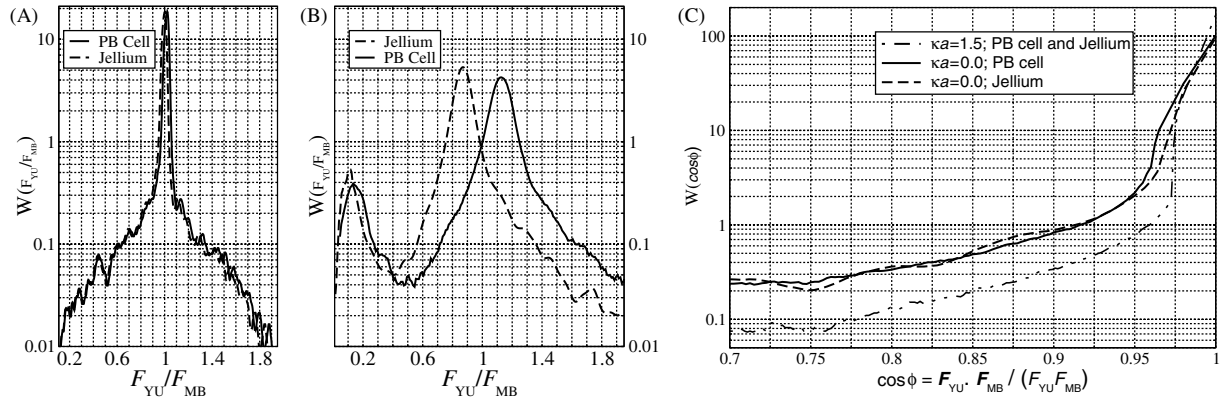 (A)
10
1
0.1
0.01
W(F_YU/F_MB)
PB Cell
Jellium
0.2 0.6 1 1.4 1.8
F_YU/F_MB
(B)
Jellium
PB Cell
W(F_YU/F_MB)
10
1
0.1
0.01
0.2 0.6 1 1.4 1.8
F_YU/F_MB
(C)
100
10
1
0.1
W(cosϕ)
κa=1.5; PB cell and Jellium
κa=0.0; PB cell
κa=0.0; Jellium
0.7 0.75 0.8 0.85 0.9 0.95 1
cosϕ = F_YU . F_MB / (F_YU F_MB)